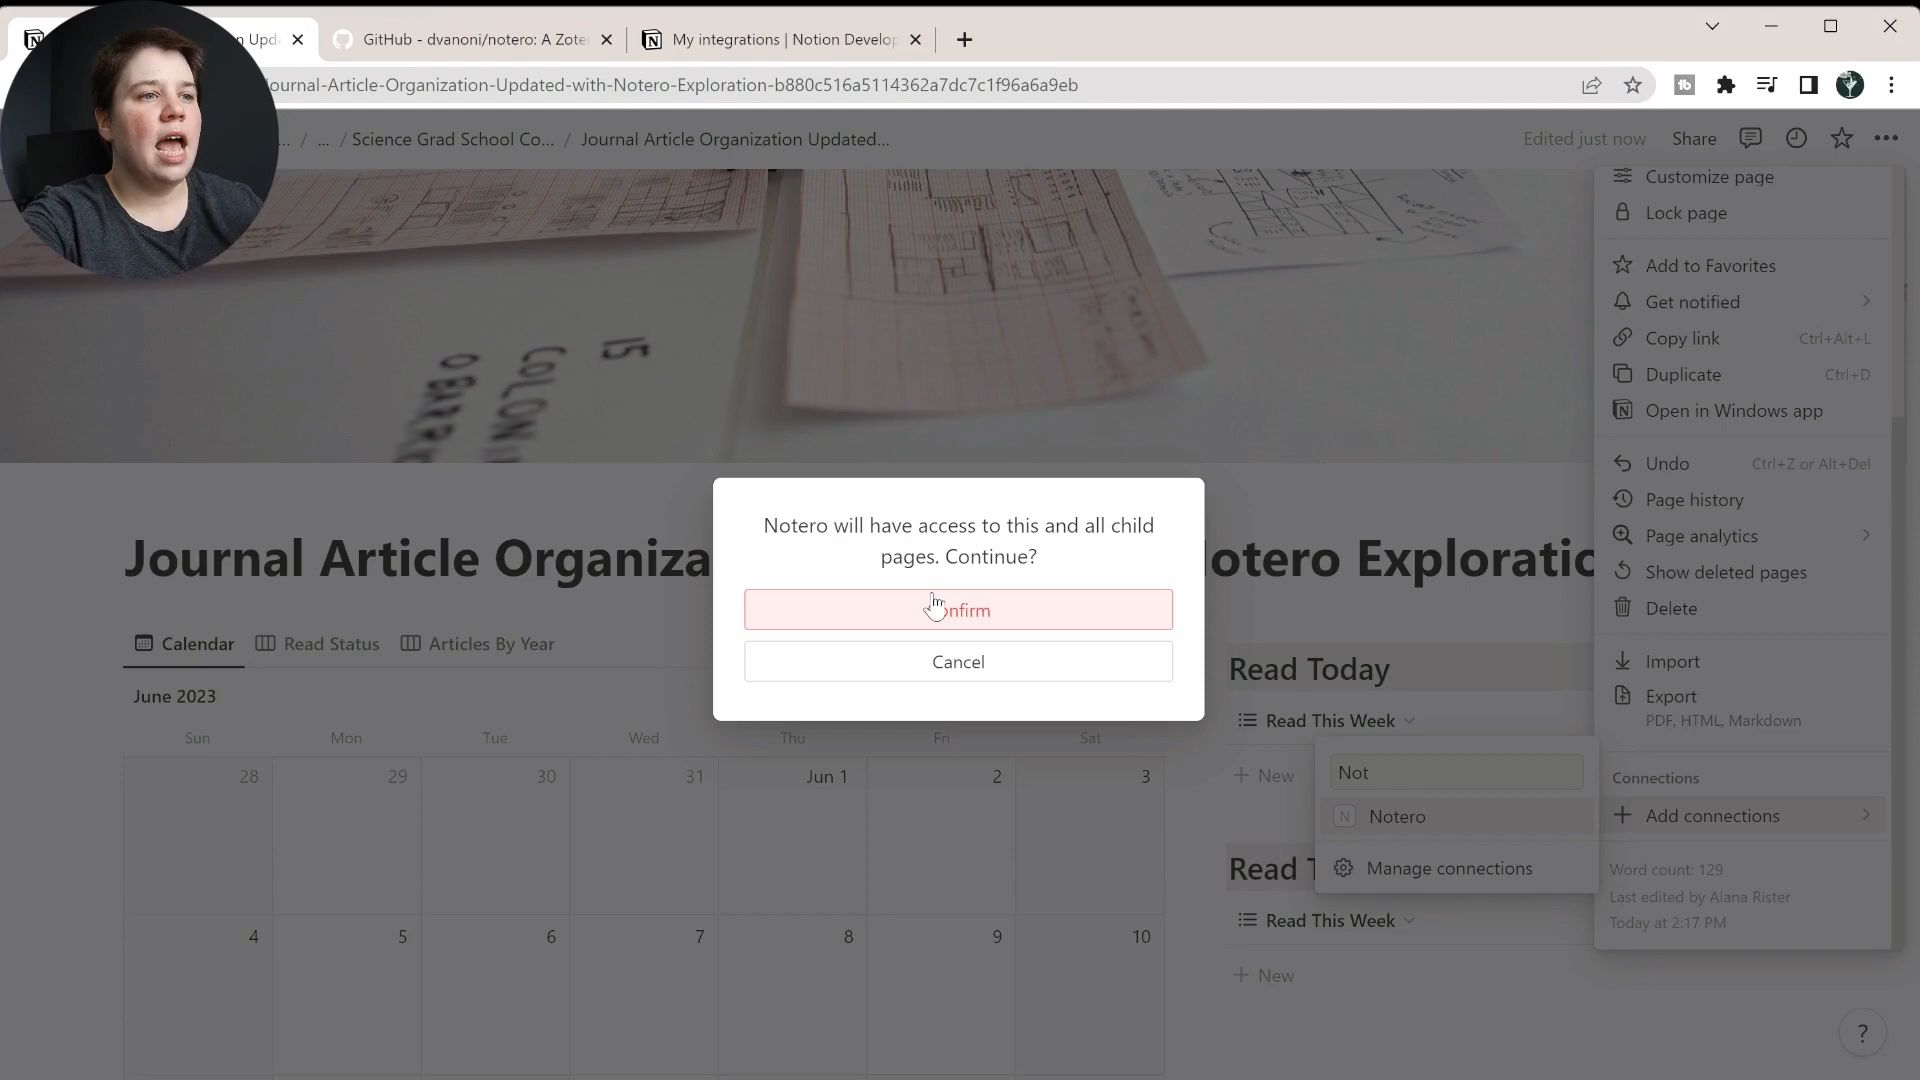 n Upd
GitHub - dvanoni/notero: A Zote
My integrations | Notion Develop
ournal-Article-Organization-Updated-with-Notero-Exploration-b880c516a5114362a7dc7c1f96a6a9eb
... / ... / Science Grad School Co... / Journal Article Organization Updated...
Edited just now
Share
Customize page
Lock page
Add to Favorites
Get notified
Copy link Ctrl+Alt+L
Duplicate Ctrl+D
Open in Windows app
Undo Ctrl+Z or Alt+Del
Page history
Page analytics
Show deleted pages
Delete
Import
Export
PDF, HTML, Markdown
Connections
Add connections
Word count: 129
Last edited by Alana Rister
Today at 2:17 PM
15
Notero will have access to this and all child
pages. Continue?
onfirm
Cancel
Journal Article Organiza
otero Exploratio
Calendar Read Status Articles By Year
June 2023
Sun Mon Tue Wed Thu Fri Sat
28 29 30 31 Jun 1 2 3
4 5 6 7 8 9 10
Read Today
Read This Week
+ New
Not
N Notero
Manage connections
Read T
Read This Week
+ New
?